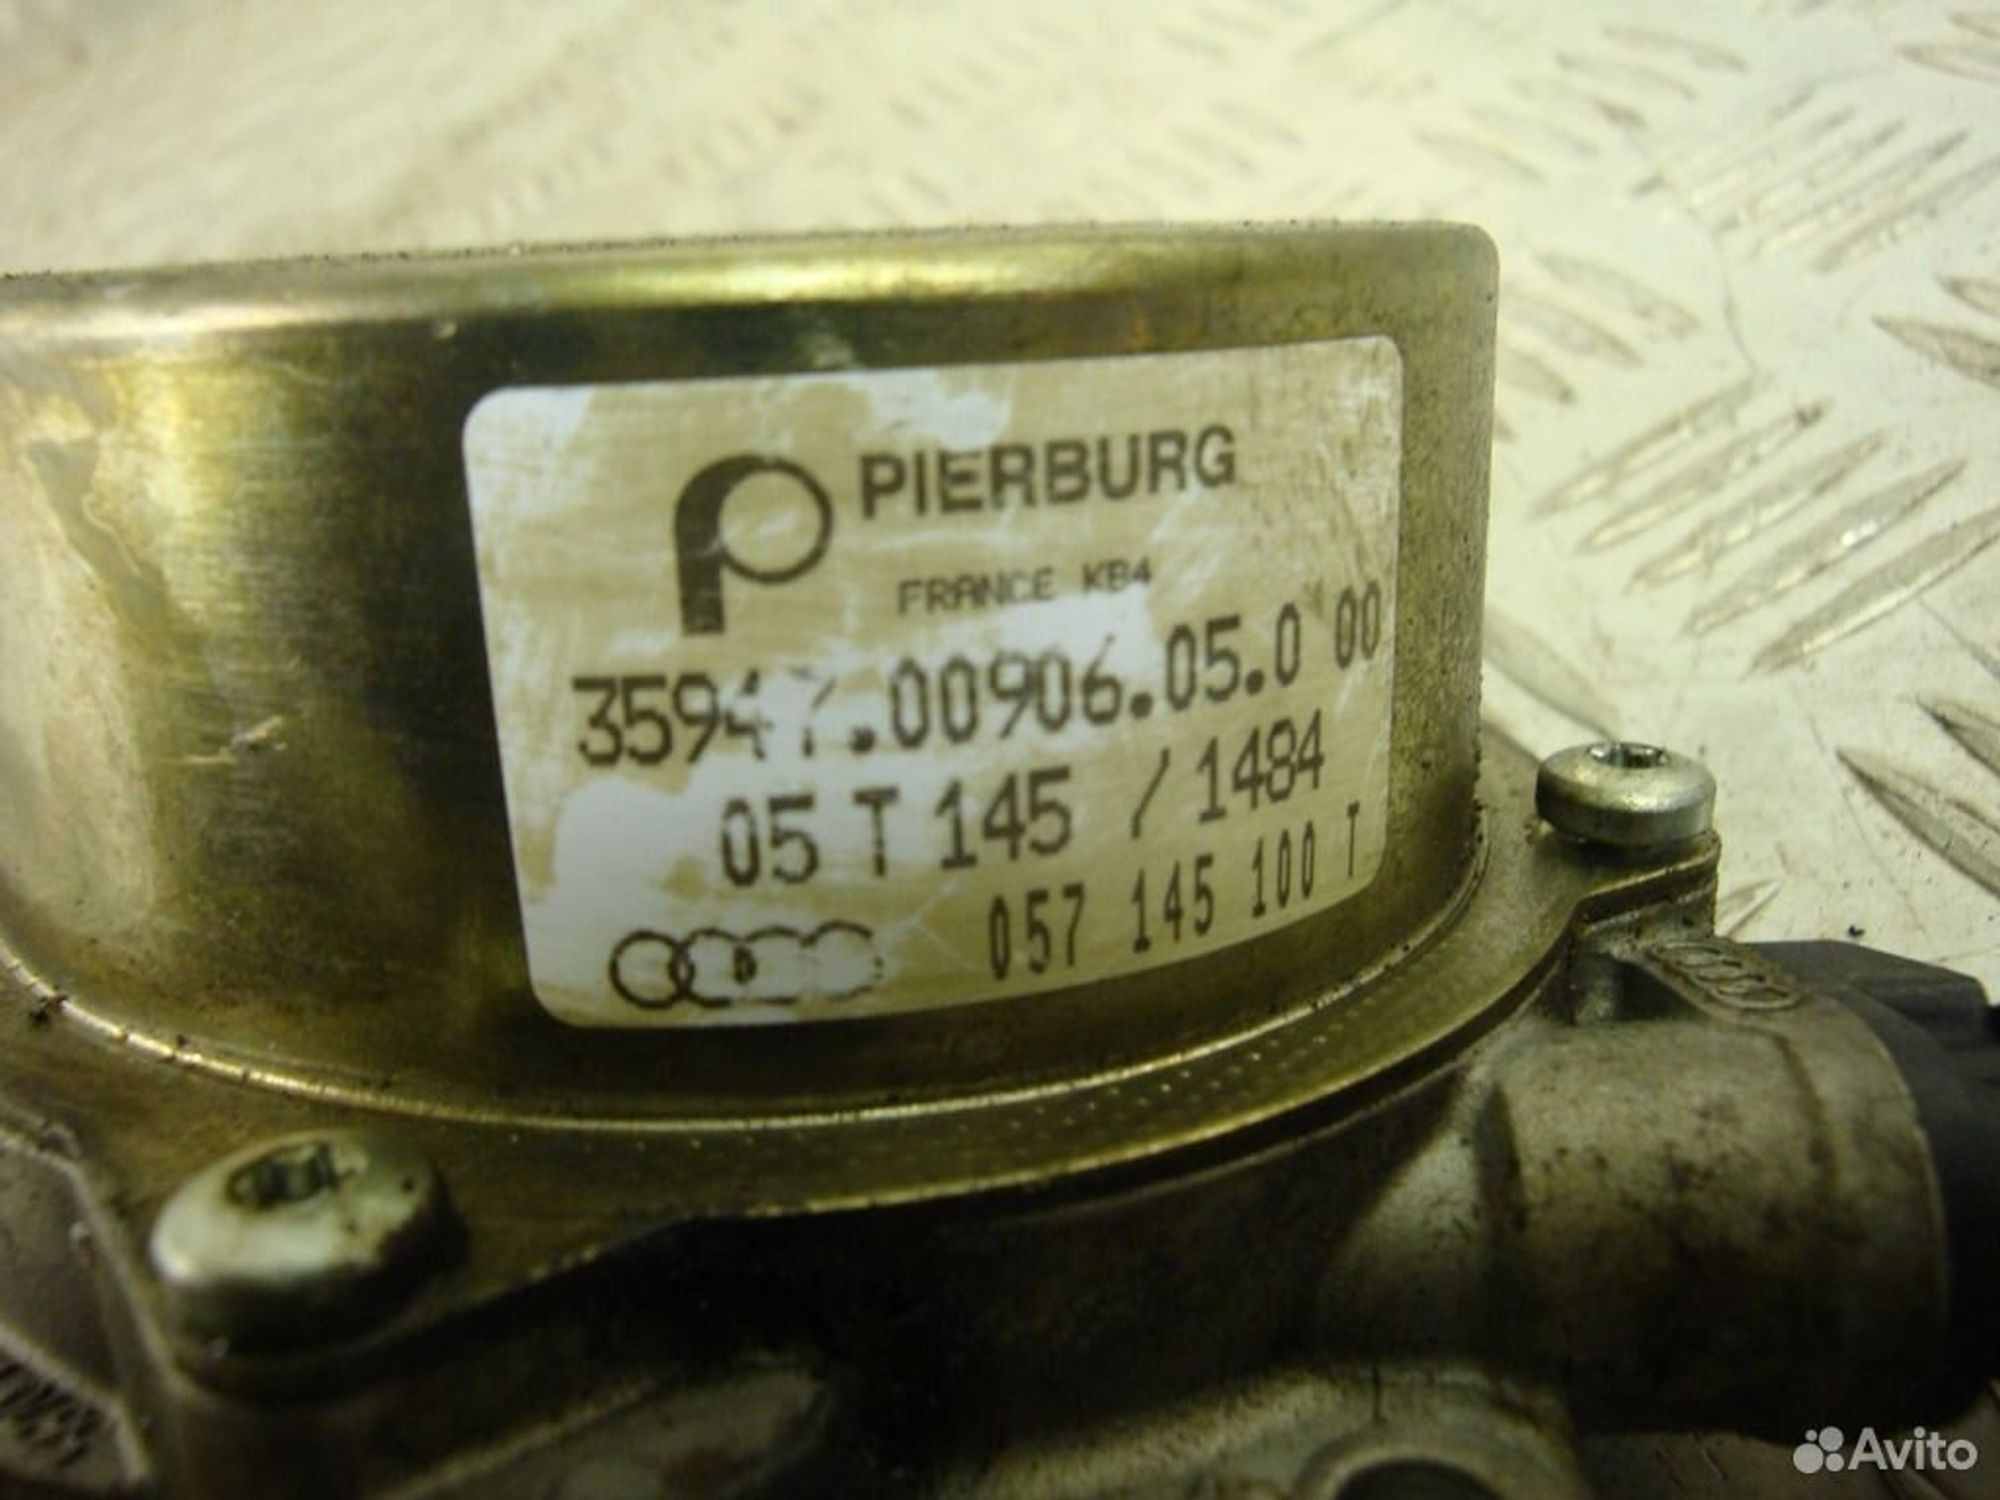 PIERBURG
FRANCE KB4
35947.00906.05.0 00
05 T 145 / 1484
057 145 100 T
Avito